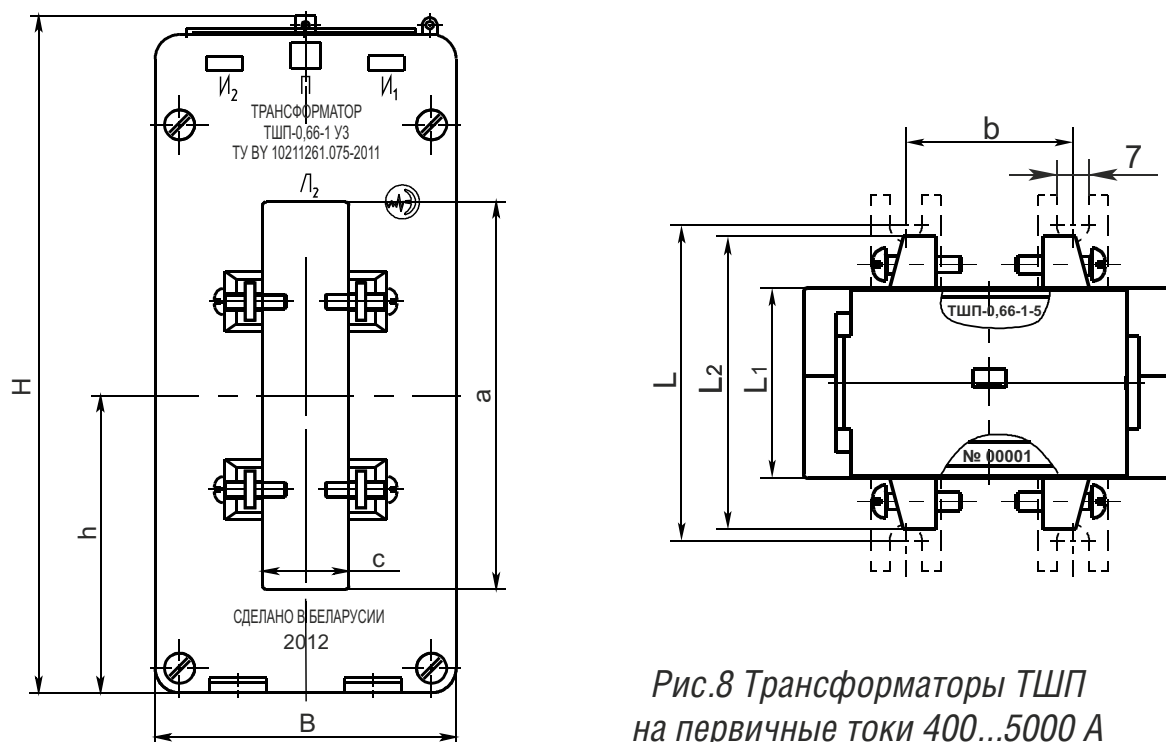 И2 П И1
ТРАНСФОРМАТОР
ТШП-0,66-1 У3
ТУ BY 10211261.075-2011
Л2
H
h
a
c
СДЕЛАНО В БЕЛАРУСИИ
2012
B
b
7
L
L2
L1
ТШП-0,66-1-5
№ 00001
Рис.8 Трансформаторы ТШП
на первичные токи 400...5000 А